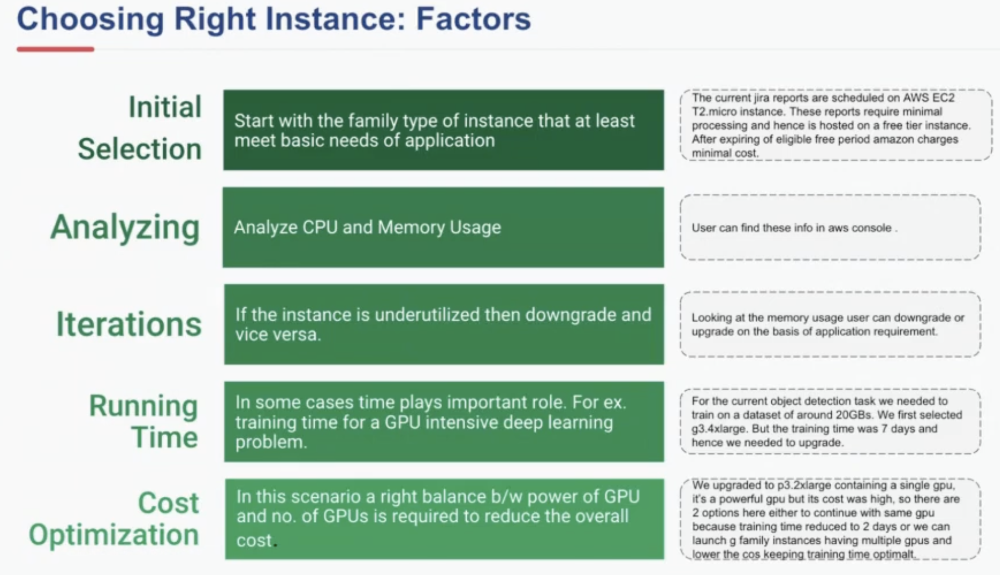 Choosing Right Instance: Factors
Initial
Selection
Start with the family type of instance that at least
meet basic needs of application
The current jira reports are scheduled on AWS EC2
T2.micro instance. These reports require minimal
processing and hence is hosted on a free tier instance.
After expiring of eligible free period amazon charges
minimal cost.
Analyzing
Analyze CPU and Memory Usage
User can find these info in aws console .
Iterations
If the instance is underutilized then downgrade and
vice versa.
Looking at the memory usage user can downgrade or
upgrade on the basis of application requirement.
Running
Time
In some cases time plays important role. For ex.
training time for a GPU intensive deep learning
problem.
For the current object detection task we needed to
train on a dataset of around 20GBs. We first selected
g3.4xlarge. But the training time was 7 days and
hence we needed to upgrade.
Cost
Optimization
In this scenario a right balance b/w power of GPU
and no. of GPUs is required to reduce the overall
cost.
We upgraded to p3.2xlarge containing a single gpu,
it's a powerful gpu but its cost was high, so there are
2 options here either to continue with same gpu
because training time reduced to 2 days or we can
launch g family instances having multiple gpus and
lower the cos keeping training time optimalt.